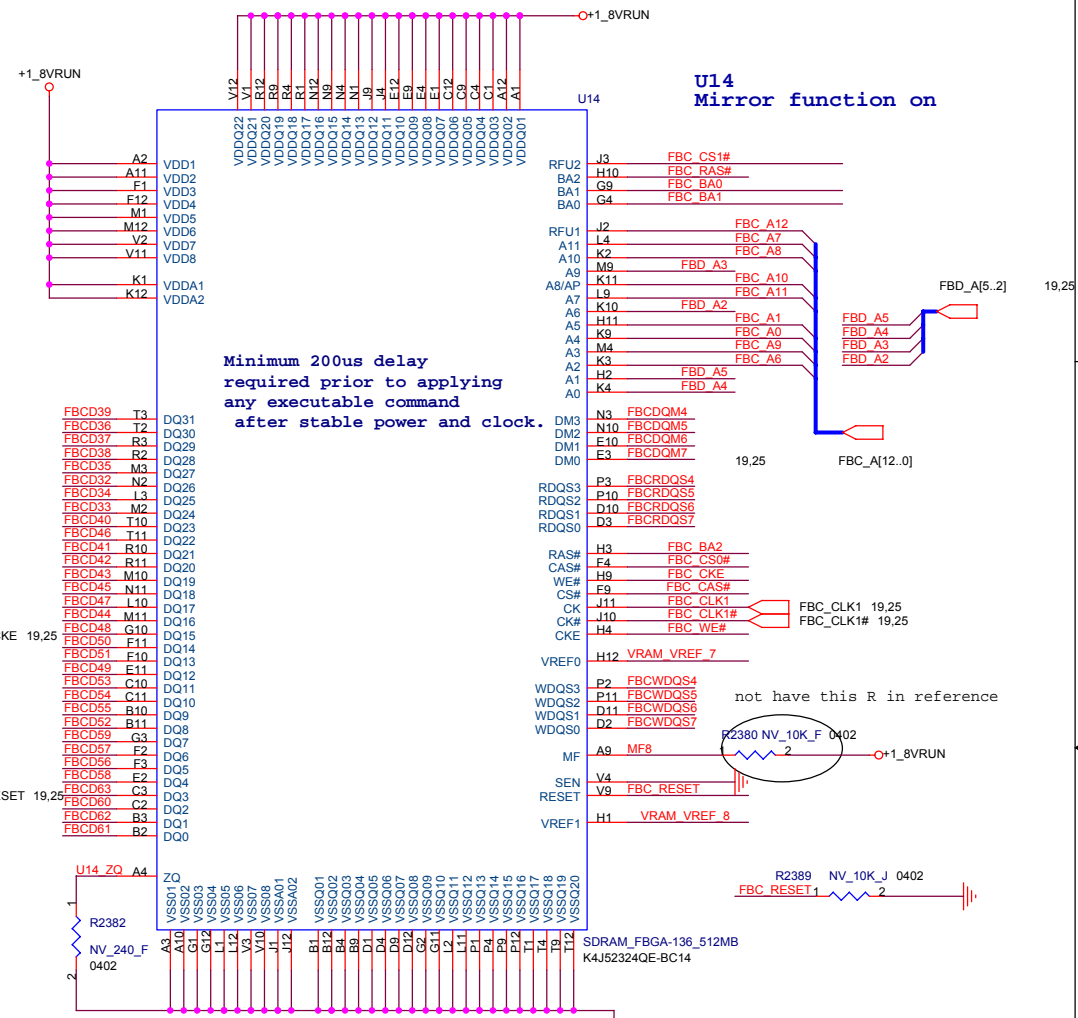 +1_8VRUN
+1_8VRUN
U14
Mirror function on
U14
V12 V1 R12 R9 R4 R1 N12 N9 N4 N1 J9 J4 E12 E9 E4 E1 C12 C9 C4 C1 A12 A1
VDDQ22 VDDQ21 VDDQ20 VDDQ19 VDDQ18 VDDQ17 VDDQ16 VDDQ15 VDDQ14 VDDQ13 VDDQ12 VDDQ11 VDDQ10 VDDQ09 VDDQ08 VDDQ07 VDDQ06 VDDQ05 VDDQ04 VDDQ03 VDDQ02 VDDQ01
A2 VDD1
A11 VDD2
F1 VDD3
F12 VDD4
M1 VDD5
M12 VDD6
V2 VDD7
V11 VDD8
K1 VDDA1
K12 VDDA2
RFU2 J3 FBC_CS1#
BA2 H10 FBC_RAS#
BA1 G9 FBC_BA0
BA0 G4 FBC_BA1
RFU1 J2 FBC_A12
A11 L4 FBC_A7
A10 K2 FBC_A8
A9 M9 FBD_A3
A8/AP K11 FBC_A10
A7 L9 FBC_A11
A6 K10 FBD_A2
A5 H11 FBC_A1
A4 K9 FBC_A0
A3 M4 FBC_A9
A2 K3 FBC_A6
A1 H2 FBD_A5
A0 K4 FBD_A4
FBD_A[5..2] 19,25
FBD_A5
FBD_A4
FBD_A3
FBD_A2
Minimum 200us delay
required prior to applying
any executable command
after stable power and clock.
DM3 N3 FBCDQM4
DM2 N10 FBCDQM5
DM1 E10 FBCDQM6
DM0 E3 FBCDQM7
19,25 FBC_A[12..0]
FBCD39 T3 DQ31
FBCD36 T2 DQ30
FBCD37 R3 DQ29
FBCD38 R2 DQ28
FBCD35 M3 DQ27
FBCD32 N2 DQ26
FBCD34 L3 DQ25
FBCD33 M2 DQ24
FBCD40 T10 DQ23
FBCD46 T11 DQ22
FBCD41 R10 DQ21
FBCD42 R11 DQ20
FBCD43 M10 DQ19
FBCD45 N11 DQ18
FBCD47 L10 DQ17
FBCD44 M11 DQ16
FBCD48 G10 DQ15
KE 19,25
FBCD50 F11 DQ14
FBCD51 F10 DQ13
FBCD49 E11 DQ12
FBCD53 C10 DQ11
FBCD54 C11 DQ10
FBCD55 B10 DQ9
FBCD52 B11 DQ8
FBCD59 G3 DQ7
FBCD57 F2 DQ6
FBCD56 F3 DQ5
FBCD58 E2 DQ4
FBCD63 C3 DQ3
SET 19,25
FBCD60 C2 DQ2
FBCD62 B3 DQ1
FBCD61 B2 DQ0
RDQS3 P3 FBCRDQS4
RDQS2 P10 FBCRDQS5
RDQS1 D10 FBCRDQS6
RDQS0 D3 FBCRDQS7
RAS# H3 FBC_BA2
CAS# F4 FBC_CS0#
WE# H9 FBC_CKE
CS# F9 FBC_CAS#
CK J11 FBC_CLK1 FBC_CLK1 19,25
CK# J10 FBC_CLK1# FBC_CLK1# 19,25
CKE H4 FBC_WE#
VREF0 H12 VRAM_VREF_7
WDQS3 P2 FBCWDQS4
WDQS2 P11 FBCWDQS5
WDQS1 D11 FBCWDQS6
WDQS0 D2 FBCWDQS7
not have this R in reference
R2380 NV_10K_F 0402
MF A9 MF8 1 2 +1_8VRUN
SEN V4
RESET V9 FBC_RESET
VREF1 H1 VRAM_VREF_8
U14_ZQ A4 ZQ
1
R2382
NV_240_F
0402
2
R2389 NV_10K_J 0402
FBC_RESET 1 2
VSS01 VSS02 VSS03 VSS04 VSS05 VSS06 VSS07 VSS08 VSSA01 VSSA02 VSSQ01 VSSQ02 VSSQ03 VSSQ04 VSSQ05 VSSQ06 VSSQ07 VSSQ08 VSSQ09 VSSQ10 VSSQ11 VSSQ12 VSSQ13 VSSQ14 VSSQ15 VSSQ16 VSSQ17 VSSQ18 VSSQ19 VSSQ20
A3 A10 G1 G12 L1 L12 V3 V10 J1 J12 B1 B12 B4 B9 D1 D4 D9 D12 G2 G11 L2 L11 P1 P4 P9 P12 T1 T4 T9 T12
SDRAM_FBGA-136_512MB
K4J52324QE-BC14